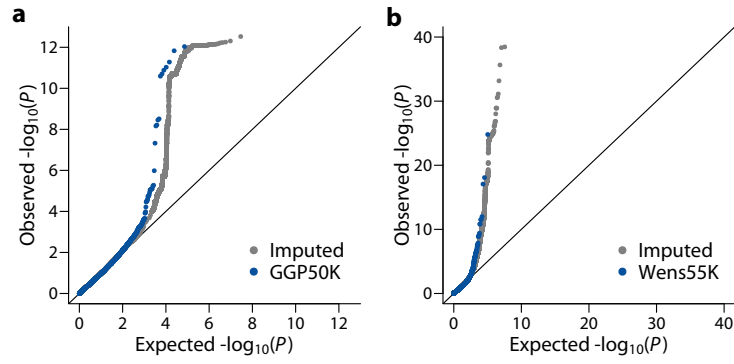 a
12
10
8
6
4
2
0
Observed -log10(P)
0 2 4 6 8 10 12
Expected -log10(P)
Imputed
GGP50K
b
40
30
20
10
0
Observed -log10(P)
0 10 20 30 40
Expected -log10(P)
Imputed
Wens55K